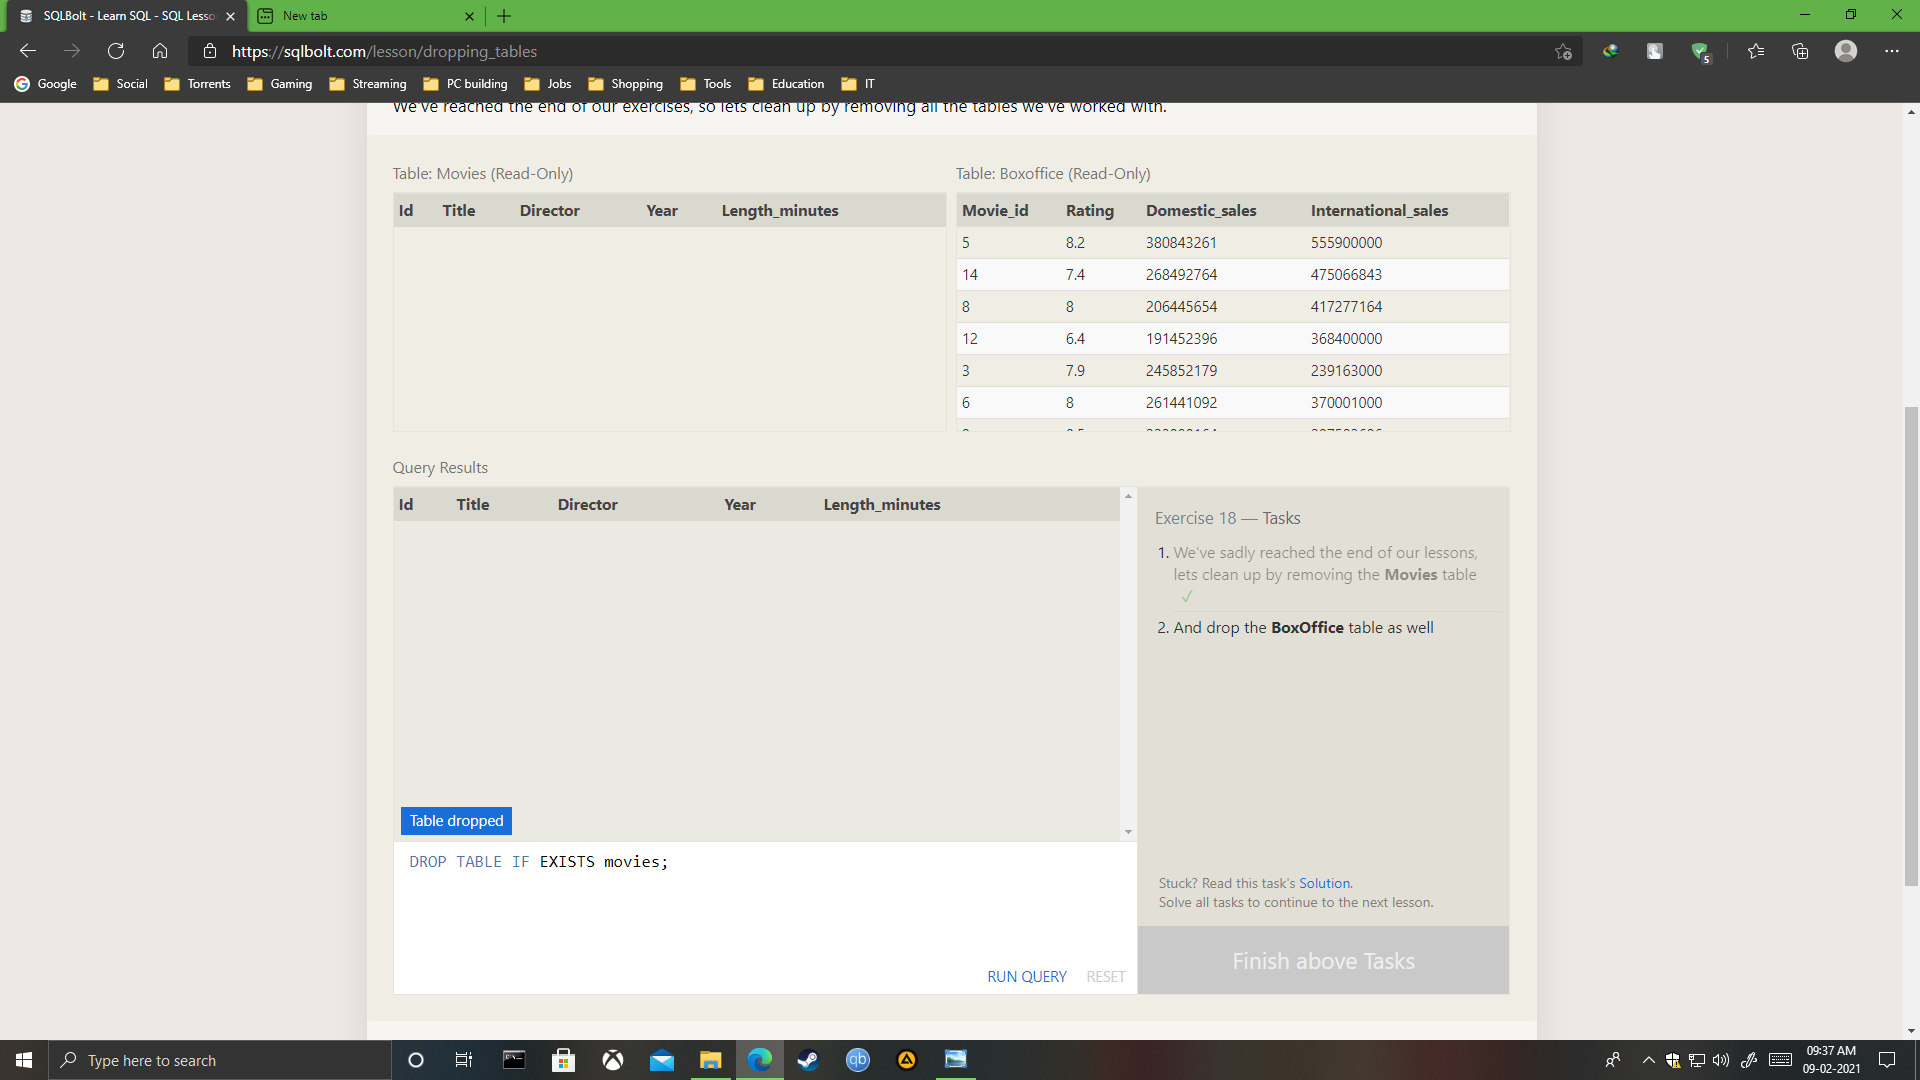 SQLBolt - Learn SQL - SQL Lesso
New tab
https://sqlbolt.com/lesson/dropping_tables
5
Google Social Torrents Gaming Streaming PC building Jobs Shopping Tools Education IT
We've reached the end of our exercises, so lets clean up by removing all the tables we've worked with.
Table: Movies (Read-Only)
Id Title Director Year Length_minutes
Table: Boxoffice (Read-Only)
Movie_id Rating Domestic_sales International_sales
5 8.2 380843261 555900000
14 7.4 268492764 475066843
8 8 206445654 417277164
12 6.4 191452396 368400000
3 7.9 245852179 239163000
6 8 261441092 370001000
Query Results
Id Title Director Year Length_minutes
Table dropped
DROP TABLE IF EXISTS movies;
RUN QUERY RESET
Exercise 18 — Tasks
1. We've sadly reached the end of our lessons,
lets clean up by removing the Movies table
✓
2. And drop the BoxOffice table as well
Stuck? Read this task's Solution.
Solve all tasks to continue to the next lesson.
Finish above Tasks
Type here to search
qb
09:37 AM
09-02-2021